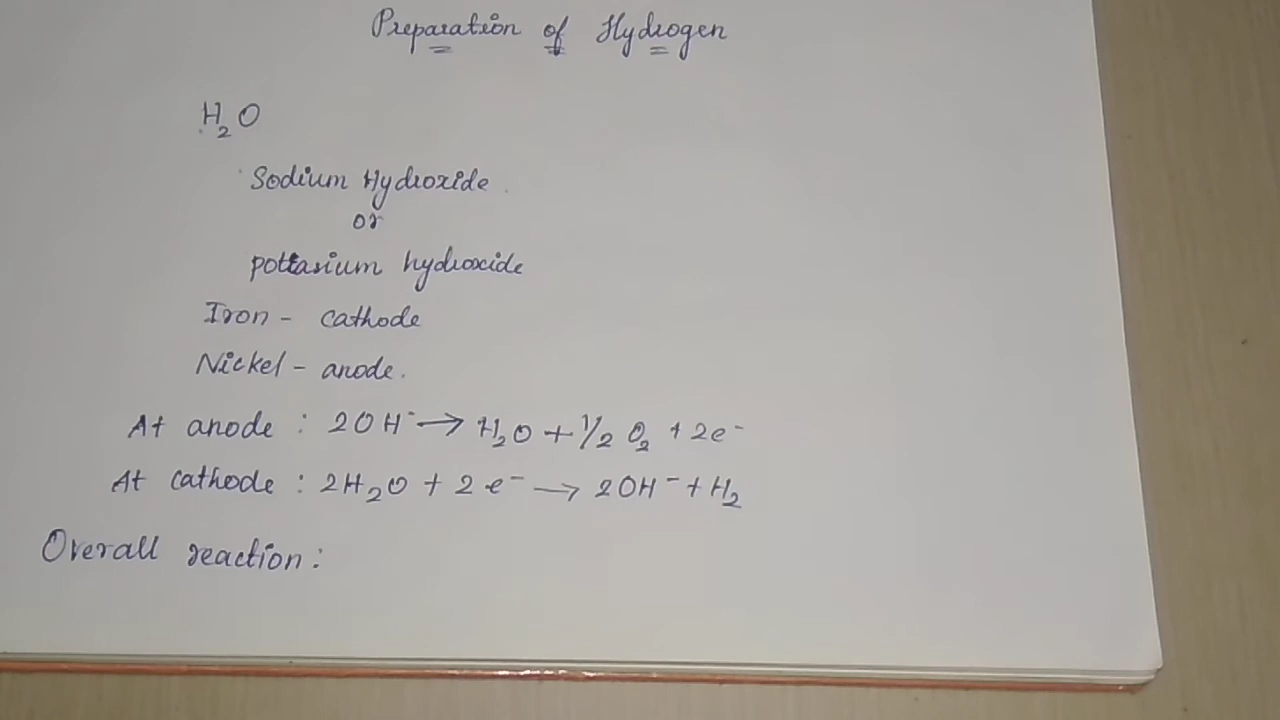 Preparation of Hydrogen
H₂O
Sodium Hydroxide
or
pottasium hydroxide
Iron - cathode
Nickel - anode.
At anode : 2OH⁻ → H₂O + 1/2 O₂ + 2e⁻
At cathode : 2H₂O + 2e⁻ → 2OH⁻ + H₂
Overall reaction :